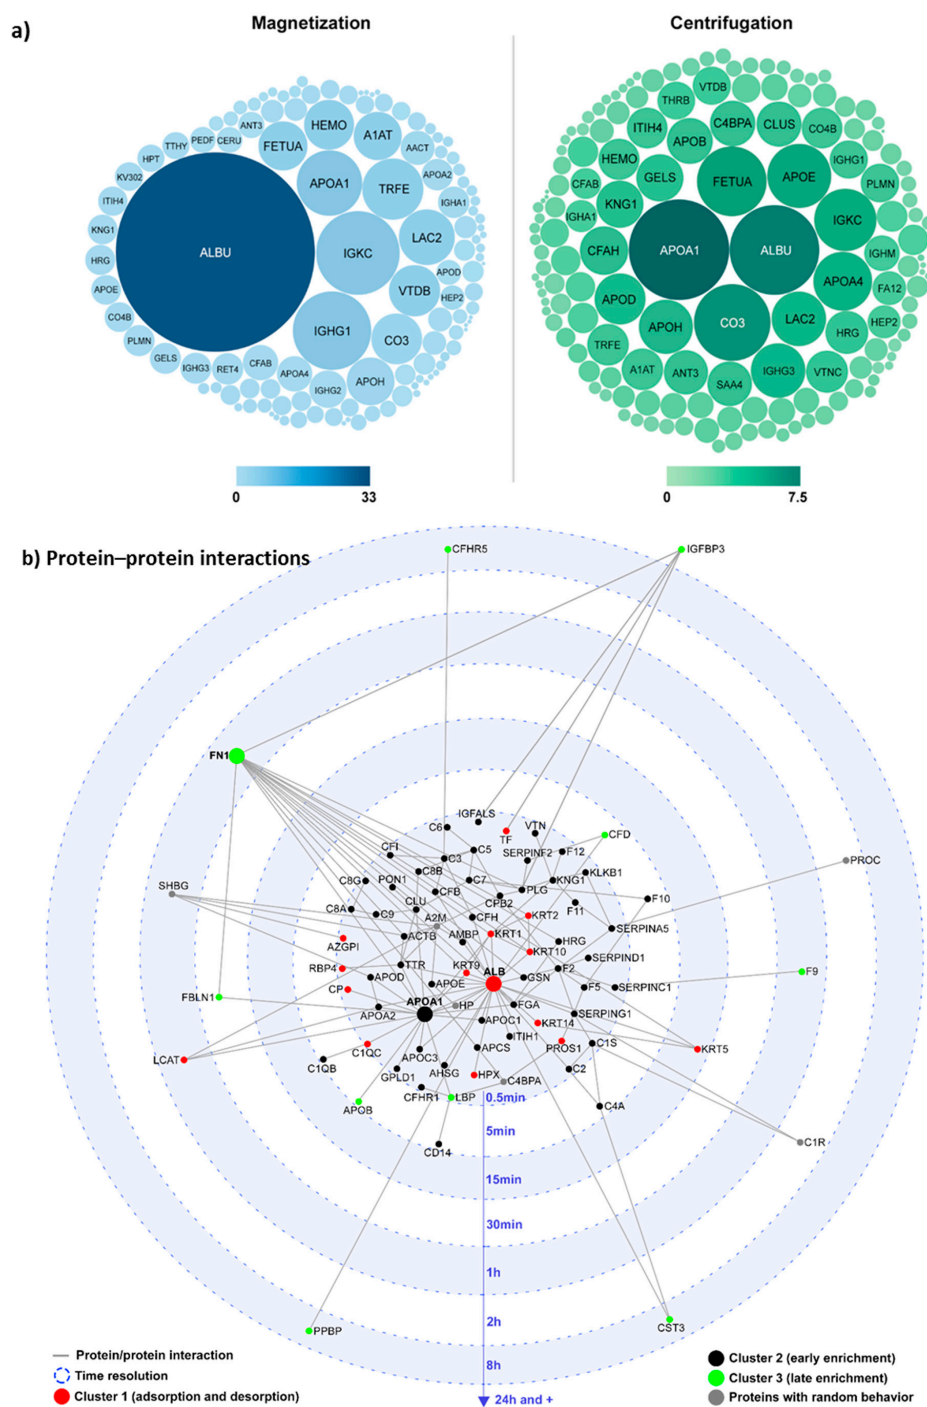 a)
Magnetization
Centrifugation
ANT3
HEMO
A1AT
PEDF
CERU
TTHY
FETUA
AACT
HPT
APOA1
TRFE
APOA2
KV302
ITIH4
IGHA1
KNG1
ALBU
IGKC
LAC2
HRG
APOD
APOE
VTDB
HEP2
CO4B
IGHG1
CO3
PLMN
GELS
IGHG3
RET4
CFAB
APOA4
IGHG2
APOH
0
33
VTDB
THRB
C4BPA
CLUS
CO4B
ITIH4
APOB
HEMO
IGHG1
GELS
FETUA
APOE
CFAB
PLMN
KNG1
IGHA1
IGKC
CFAH
APOA1
ALBU
IGHM
APOA4
FA12
APOD
CO3
LAC2
HEP2
APOH
HRG
TRFE
A1AT
ANT3
SAA4
IGHG3
VTNC
0
7.5
b) Protein–protein interactions
CFHR5
IGFBP3
FN1
IGFALS
C6
TF
VTN
CFD
CFI
C3
C5
SERPINF2
F12
PROC
C8G
PON1
C8B
C7
KNG1
KLKB1
SHBG
CFB
CPB2
PLG
F10
C8A
C9
CLU
A2M
CFH
KRT2
F11
SERPINA5
AZGPI
ACTB
AMBP
KRT1
HRG
KRT10
RBP4
TTR
KRT9
ALB
F2
SERPIND1
F9
APOD
APOE
GSN
CP
F5
SERPINC1
FBLN1
APOA2
APOA1
HP
FGA
SERPING1
APOC1
KRT14
ITIH1
LCAT
C1QC
APOC3
APCS
PROS1
C1S
KRT5
C1QB
GPLD1
AHSG
HPX
C4BPA
C2
APOB
CFHR1
LBP
0.5min
C4A
CD14
5min
C1R
15min
30min
1h
2h
PPBP
CST3
8h
24h and +
Protein/protein interaction
Time resolution
Cluster 1 (adsorption and desorption)
Cluster 2 (early enrichment)
Cluster 3 (late enrichment)
Proteins with random behavior